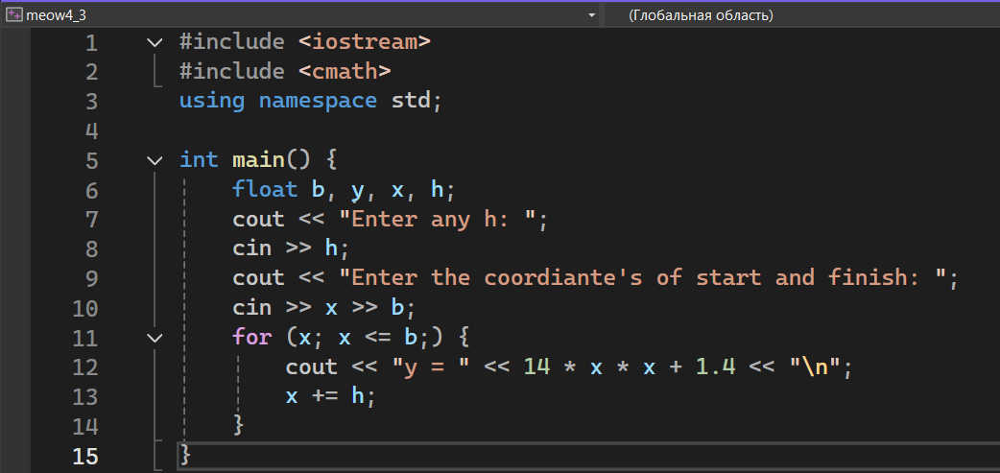 meow4_3 (Глобальная область)
1 #include <iostream>
2 #include <cmath>
3 using namespace std;
4
5 int main() {
6 float b, y, x, h;
7 cout << "Enter any h: ";
8 cin >> h;
9 cout << "Enter the coordiante's of start and finish: ";
10 cin >> x >> b;
11 for (x; x <= b;) {
12 cout << "y = " << 14 * x * x + 1.4 << "\n";
13 x += h;
14 }
15 }